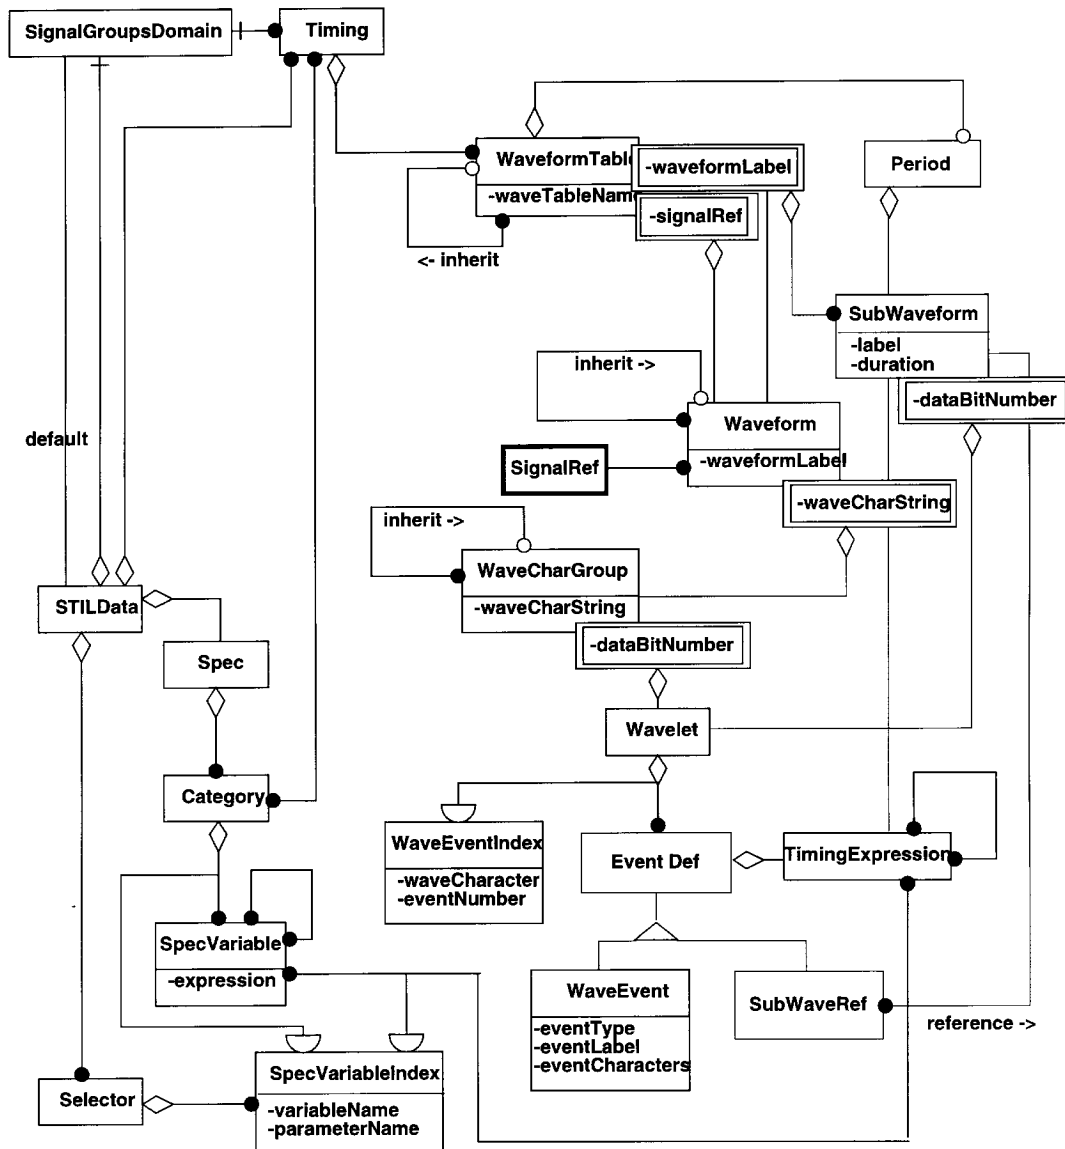 SignalGroupsDomain
Timing
WaveformTable
-waveTableName
-waveformLabel
-signalRef
Period
<- inherit
SubWaveform
-label
-duration
-dataBitNumber
inherit ->
Waveform
-waveformLabel
default
SignalRef
-waveCharString
inherit ->
WaveCharGroup
-waveCharString
-dataBitNumber
STILData
Spec
Wavelet
Category
WaveEventIndex
-waveCharacter
-eventNumber
Event Def
TimingExpression
SpecVariable
-expression
WaveEvent
-eventType
-eventLabel
-eventCharacters
SubWaveRef
reference ->
Selector
SpecVariableIndex
-variableName
-parameterName